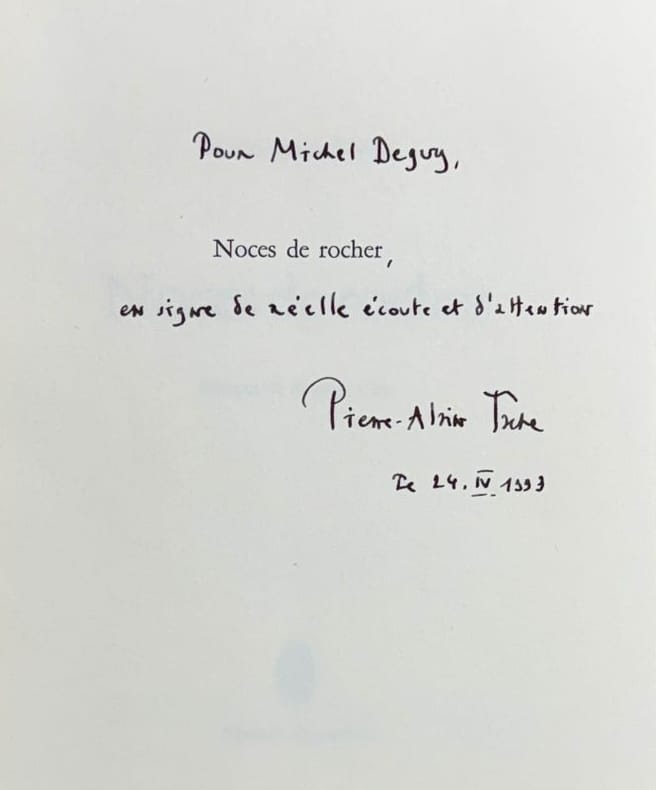 Pour Michel Deguy,
Noces de rocher,
en signe de réelle écoute et d'attention
Pierre-Alain Tache
le 24. IV 1993